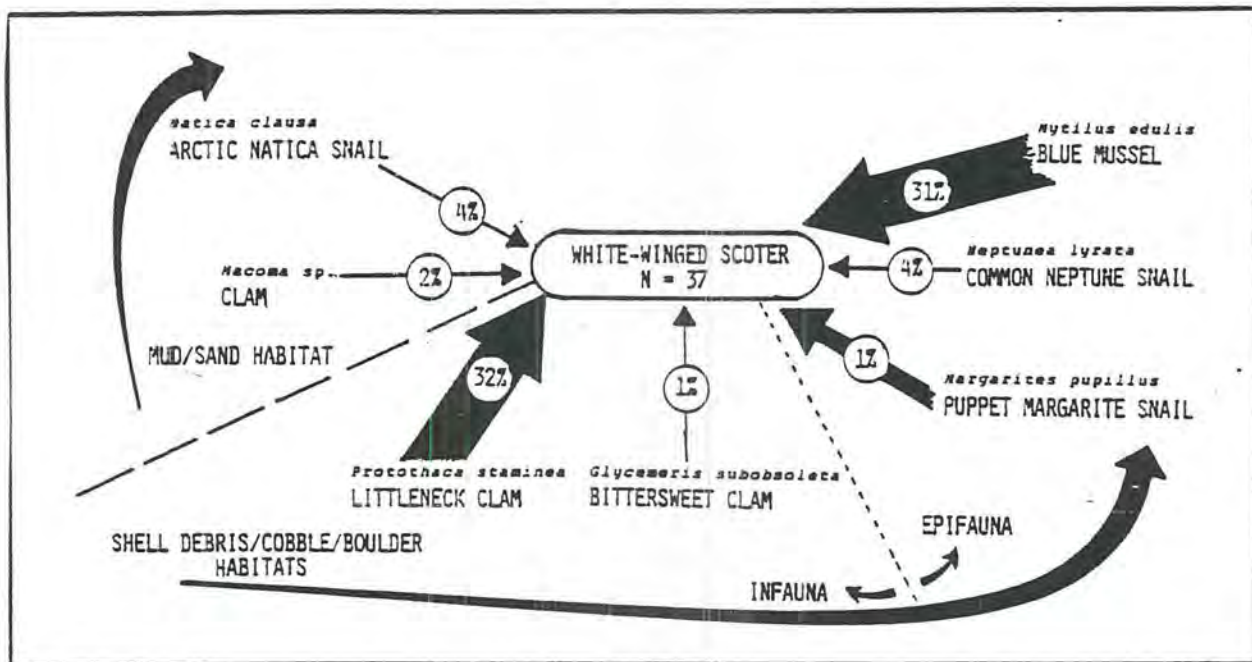 Natica clausa
ARCTIC NATICA SNAIL
4%
Macoma sp.
CLAM
2%
MUD/SAND HABITAT
WHITE-WINGED SCOTER
N = 37
Mytilus edulis
BLUE MUSSEL
31%
Neptunea lyrata
COMMON NEPTUNE SNAIL
4%
Margarites pupillus
PUPPET MARGARITE SNAIL
1%
32%
Protothaca staminea
LITTLENECK CLAM
1%
Glycemeris subobsoleta
BITTERSWEET CLAM
SHELL DEBRIS/COBBLE/BOULDER
HABITATS
EPIFAUNA
INFAUNA